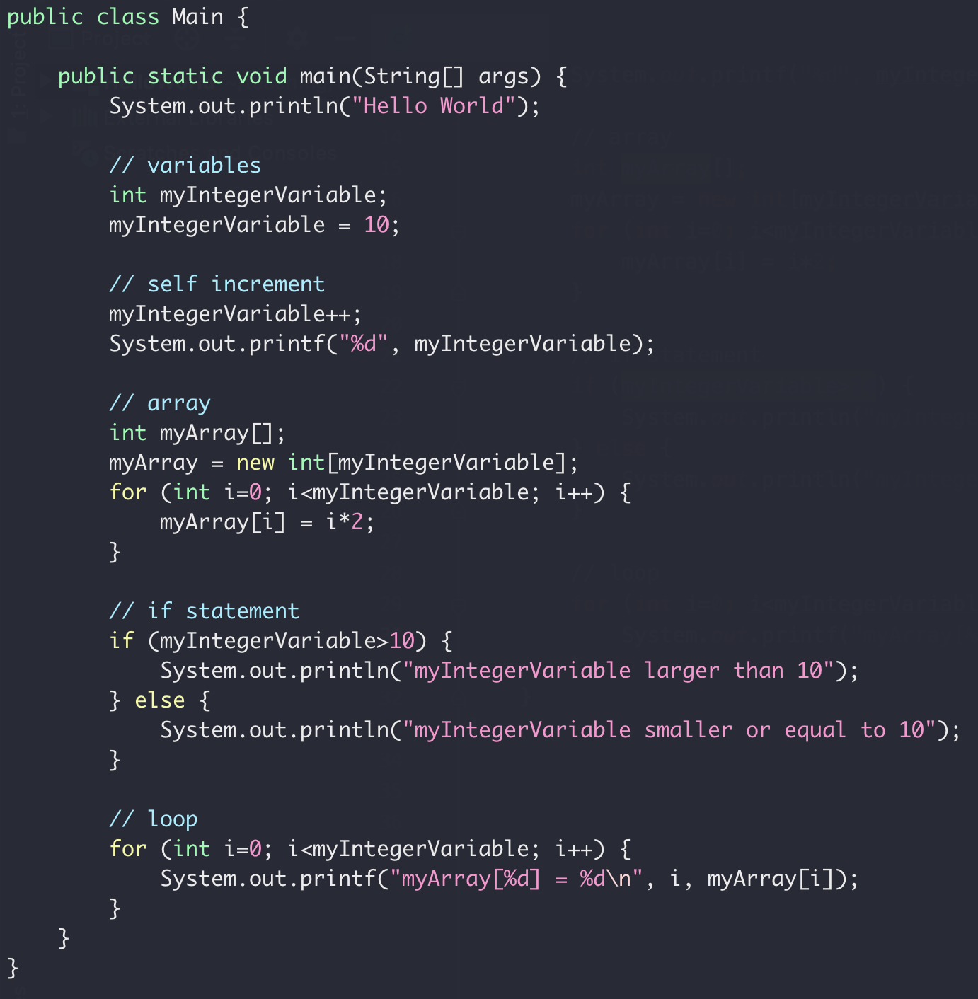 public class Main {
    public static void main(String[] args) {
        System.out.println("Hello World");
        // variables
        int myIntegerVariable;
        myIntegerVariable = 10;
        // self increment
        myIntegerVariable++;
        System.out.printf("%d", myIntegerVariable);
        // array
        int myArray[];
        myArray = new int[myIntegerVariable];
        for (int i=0; i<myIntegerVariable; i++) {
            myArray[i] = i*2;
        }
        // if statement
        if (myIntegerVariable>10) {
            System.out.println("myIntegerVariable larger than 10");
        } else {
            System.out.println("myIntegerVariable smaller or equal to 10");
        }
        // loop
        for (int i=0; i<myIntegerVariable; i++) {
            System.out.printf("myArray[%d] = %d\n", i, myArray[i]);
        }
    }
}